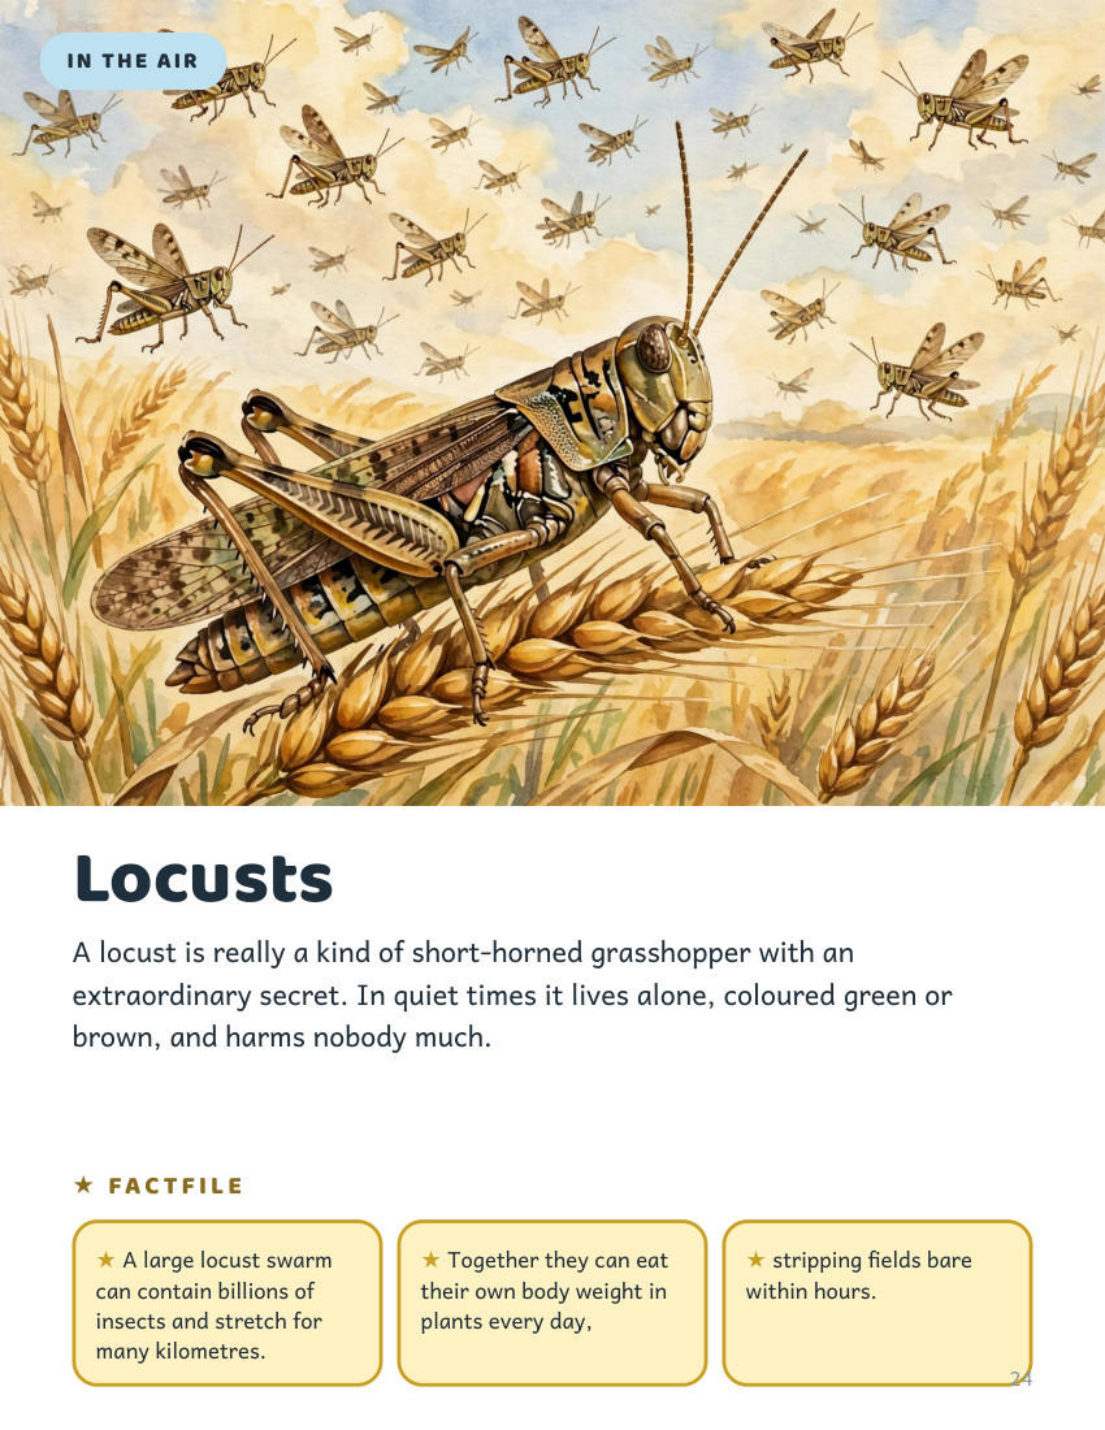 IN THE AIR
Locusts
A locust is really a kind of short-horned grasshopper with an
extraordinary secret. In quiet times it lives alone, coloured green or
brown, and harms nobody much.
★ FACTFILE
★ A large locust swarm
can contain billions of
insects and stretch for
many kilometres.
★ Together they can eat
their own body weight in
plants every day,
★ stripping fields bare
within hours.
24